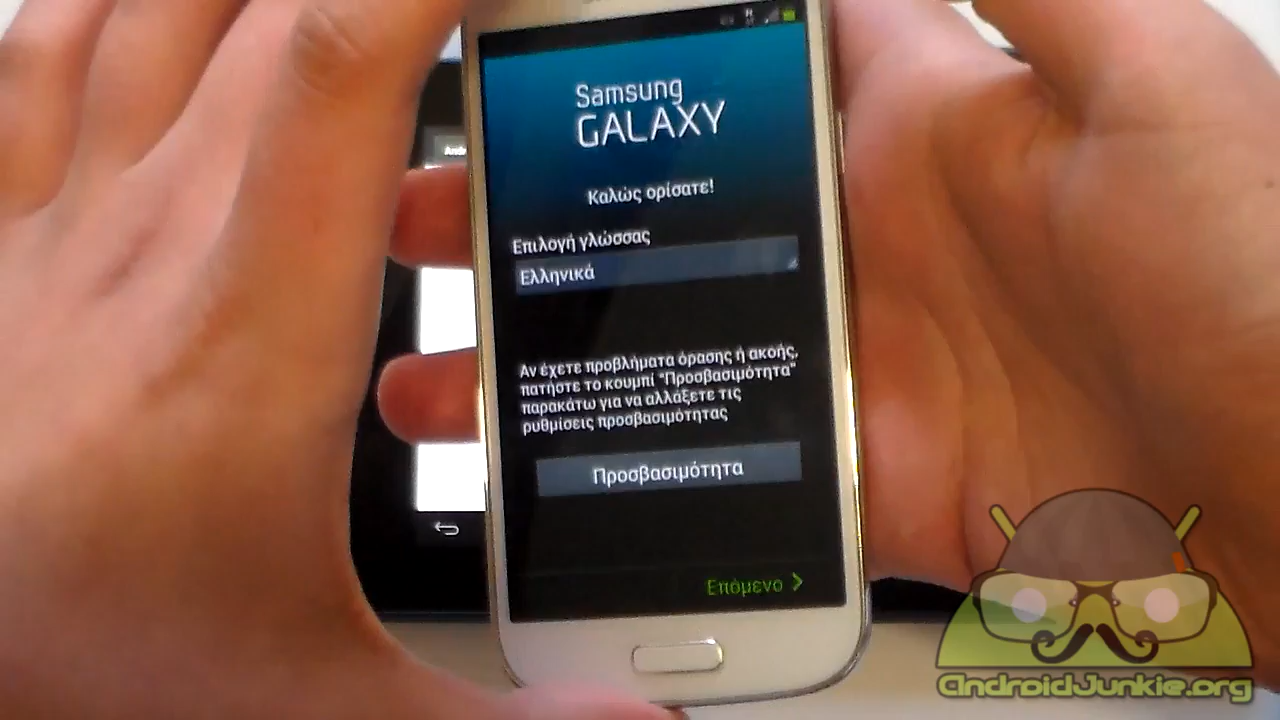 Samsung
GALAXY
Καλώς ορίσατε!
Επιλογή γλώσσας
Ελληνικά
Αν έχετε προβλήματα όρασης ή ακοής,
πατήστε το κουμπί "Προσβασιμότητα"
παρακάτω για να αλλάξετε τις
ρυθμίσεις προσβασιμότητας
Προσβασιμότητα
Επόμενο
AndroidJunkie.org